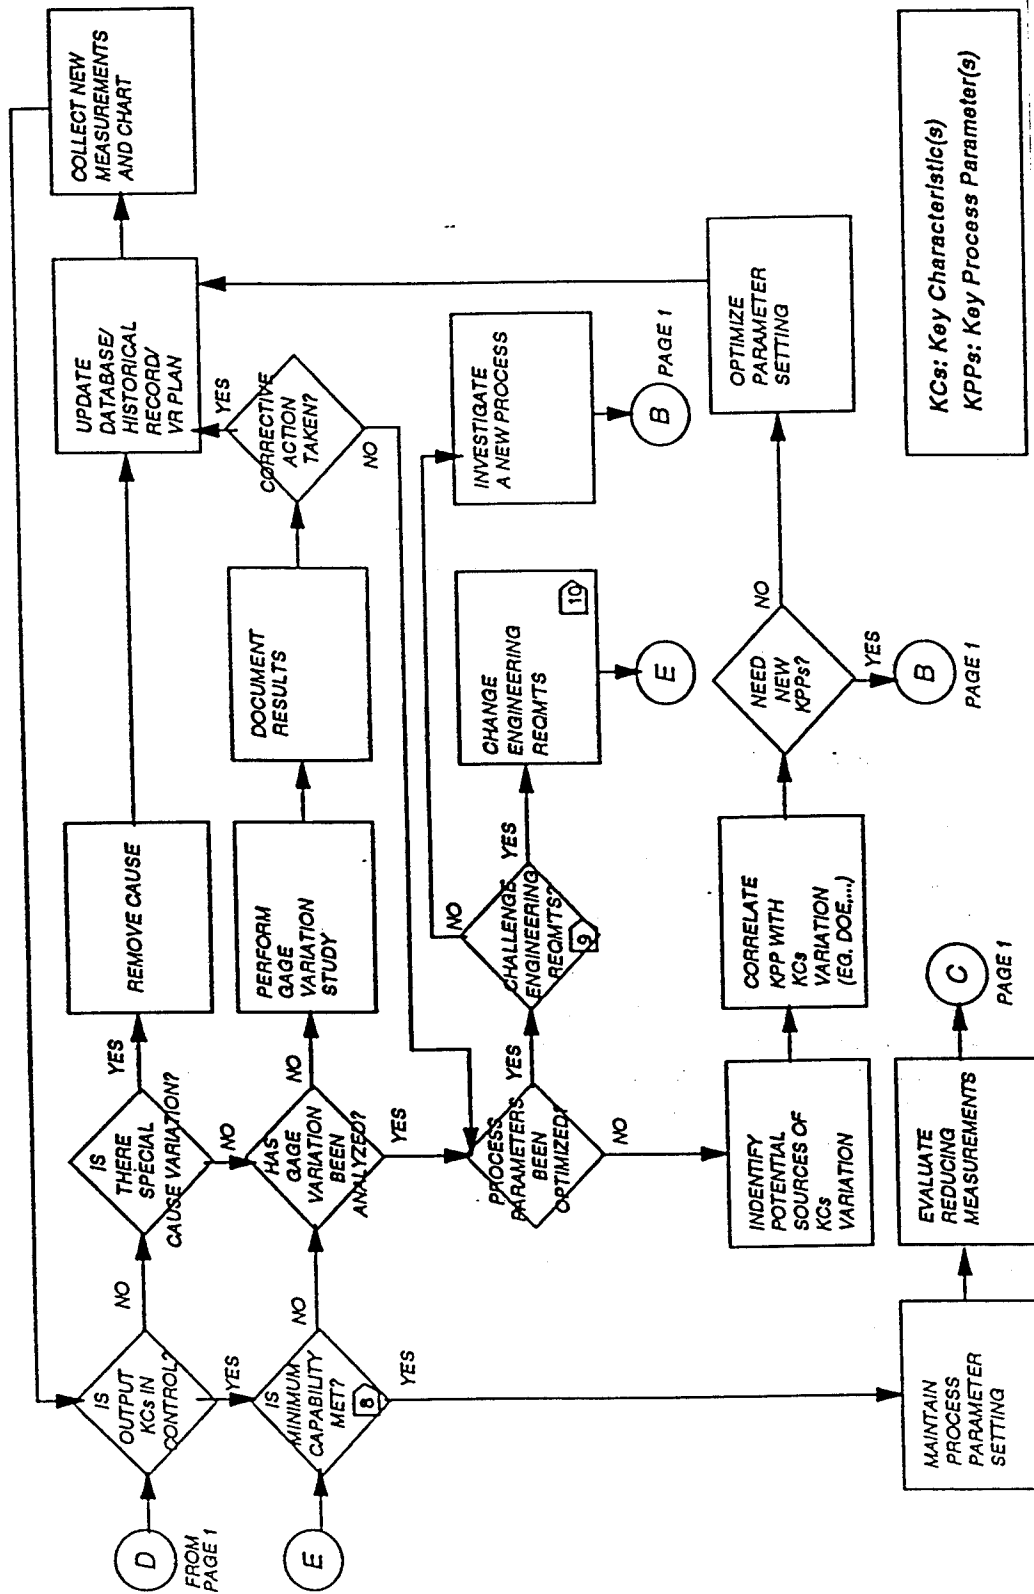 D
FROM
PAGE 1
IS
OUTPUT
KCs IN
CONTROL?
NO
YES
IS
THERE
SPECIAL
CAUSE VARIATION?
YES
NO
REMOVE CAUSE
UPDATE
DATABASE/
HISTORICAL
RECORD/
VR PLAN
COLLECT NEW
MEASUREMENTS
AND CHART
E
IS
MINIMUM
CAPABILITY
MET?
8
NO
YES
HAS
GAGE
VARIATION
BEEN
ANALYZED?
NO
YES
PERFORM
GAGE
VARIATION
STUDY
DOCUMENT
RESULTS
CORRECTIVE
ACTION
TAKEN?
YES
NO
PROCESS
PARAMETERS
BEEN
OPTIMIZED?
YES
NO
CHALLENGE
ENGINEERING
REQMTS?
9
NO
YES
CHANGE
ENGINEERING
REQMTS
10
E
INVESTIGATE
A NEW PROCESS
B
PAGE 1
INDENTIFY
POTENTIAL
SOURCES OF
KCs
VARIATION
CORRELATE
KPP WITH
KCs
VARIATION
(EG. DOE,...)
NEED
NEW
KPPs?
NO
YES
B
PAGE 1
OPTIMIZE
PARAMETER
SETTING
MAINTAIN
PROCESS
PARAMETER
SETTING
EVALUATE
REDUCING
MEASUREMENTS
C
PAGE 1
KCs: Key Characteristic(s)
KPPs: Key Process Parameter(s)